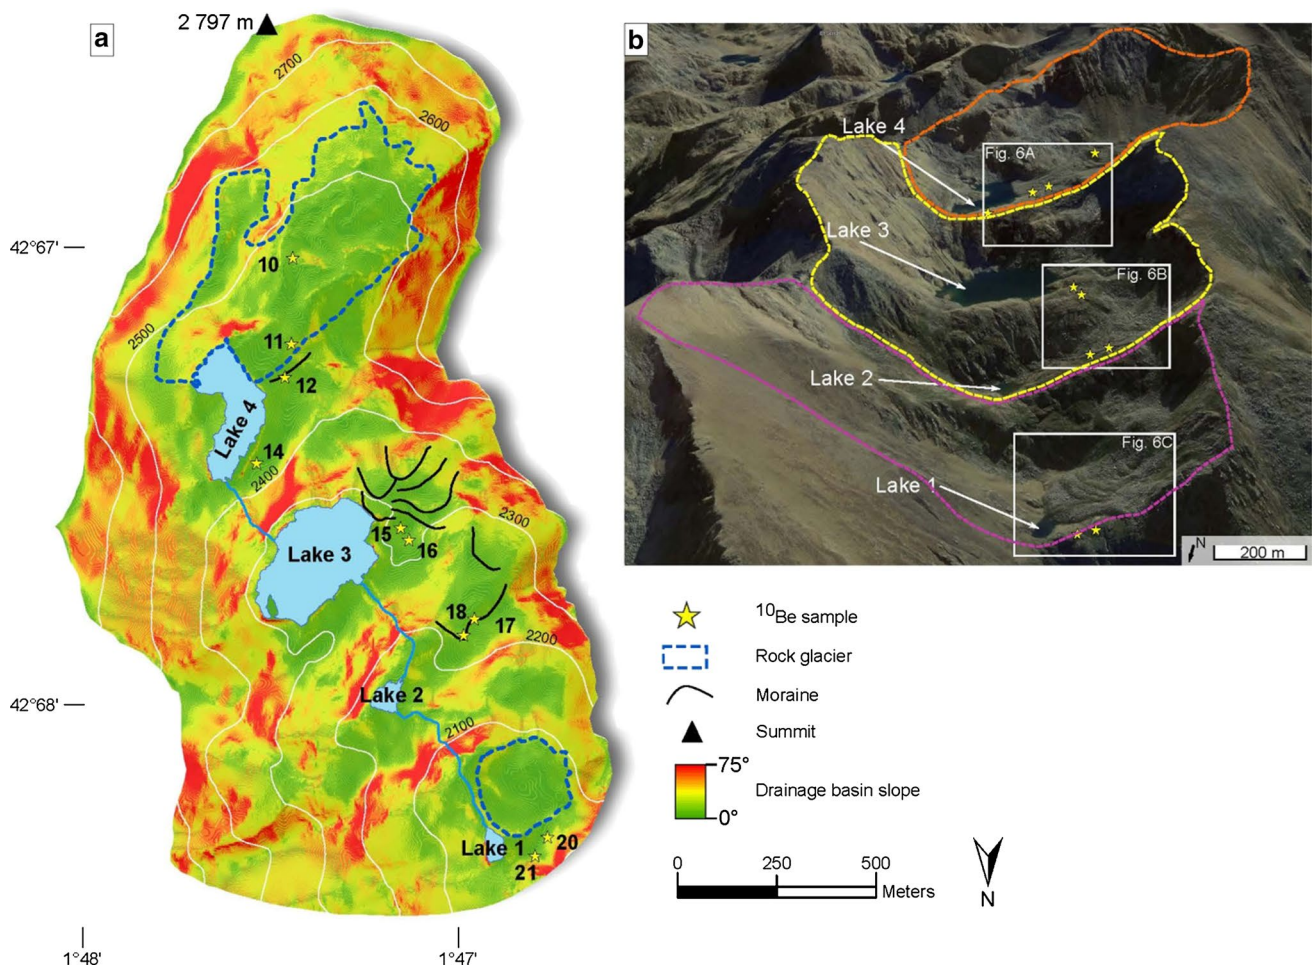 a
2 797 m
2700
2600
42°67'
10
2500
11
12
Lake 4
14
2400
15
16
2300
Lake 3
18
17
2200
42°68'
Lake 2
2100
Lake 1
20
21
1°48'
1°47'
b
Lake 4
Fig. 6A
Lake 3
Fig. 6B
Lake 2
Fig. 6C
Lake 1
N
200 m
10Be sample
Rock glacier
Moraine
Summit
75°
Drainage basin slope
0°
0 250 500
Meters
N